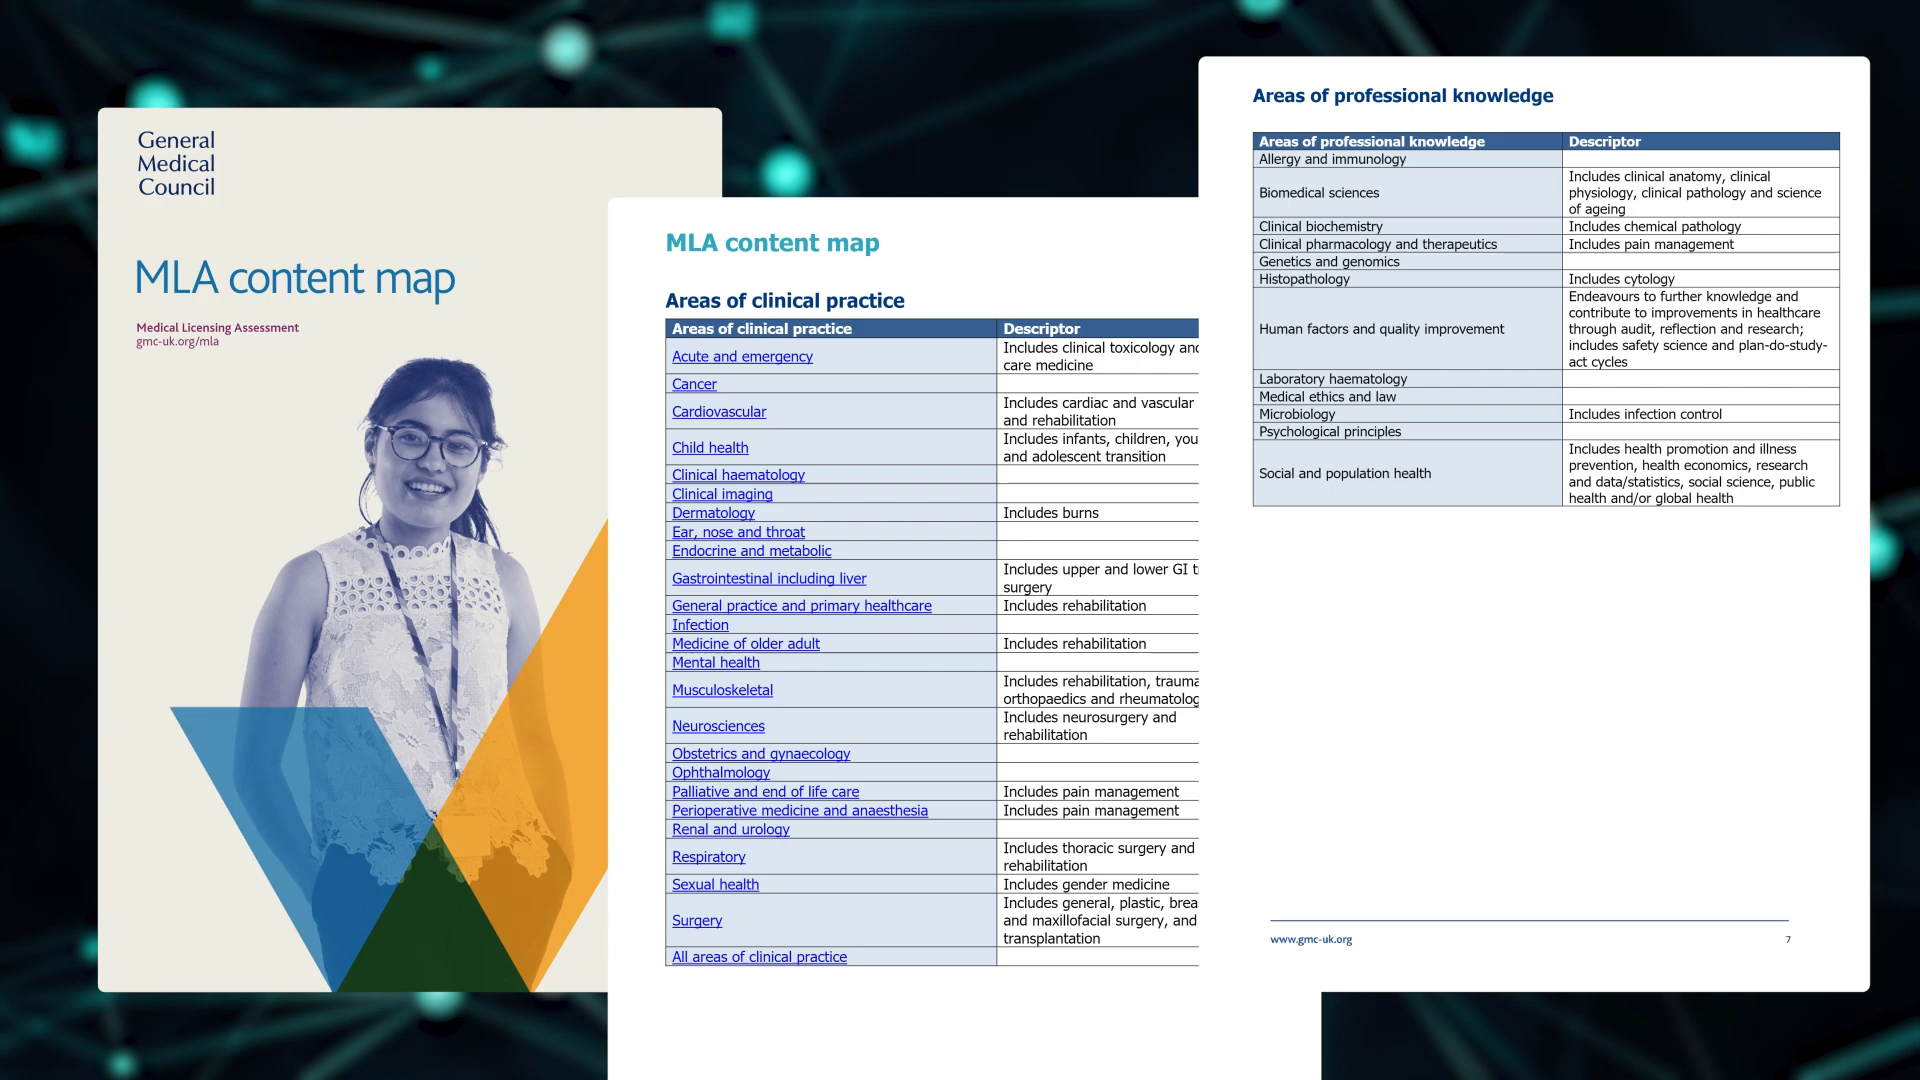 General
Medical
Council
MLA content map
Medical Licensing Assessment
gmc-uk.org/mla
MLA content map
Areas of clinical practice
Areas of clinical practice Descriptor
Acute and emergency Includes clinical toxicology
care medicine
Cancer
Cardiovascular Includes cardiac and vascular
and rehabilitation
Child health Includes infants, children,
and adolescent transition
Clinical haematology
Clinical imaging
Dermatology Includes burns
Ear, nose and throat
Endocrine and metabolic
Gastrointestinal including liver Includes upper and lower GI
surgery
General practice and primary healthcare Includes rehabilitation
Infection
Medicine of older adult Includes rehabilitation
Mental health
Musculoskeletal Includes rehabilitation,
orthopaedics and
Neurosciences Includes neurosurgery and
rehabilitation
Obstetrics and gynaecology
Ophthalmology
Palliative and end of life care Includes pain management
Perioperative medicine and anaesthesia Includes pain management
Renal and urology
Respiratory Includes thoracic surgery and
rehabilitation
Sexual health Includes gender medicine
Surgery Includes general, plastic,
and maxillofacial surgery, and
transplantation
All areas of clinical practice
Areas of professional knowledge
Areas of professional knowledge Descriptor
Allergy and immunology
Biomedical sciences Includes clinical anatomy, clinical
physiology, clinical pathology and science
of ageing
Clinical biochemistry Includes chemical pathology
Clinical pharmacology and therapeutics Includes pain management
Genetics and genomics
Histopathology Includes cytology
Human factors and quality improvement Endeavours to further knowledge and
contribute to improvements in healthcare
through audit, reflection and research;
includes safety science and plan-do-study-
act cycles
Laboratory haematology
Medical ethics and law
Microbiology Includes infection control
Psychological principles
Social and population health Includes health promotion and illness
prevention, health economics, research
and data/statistics, social science, public
health and/or global health
www.gmc-uk.org 7